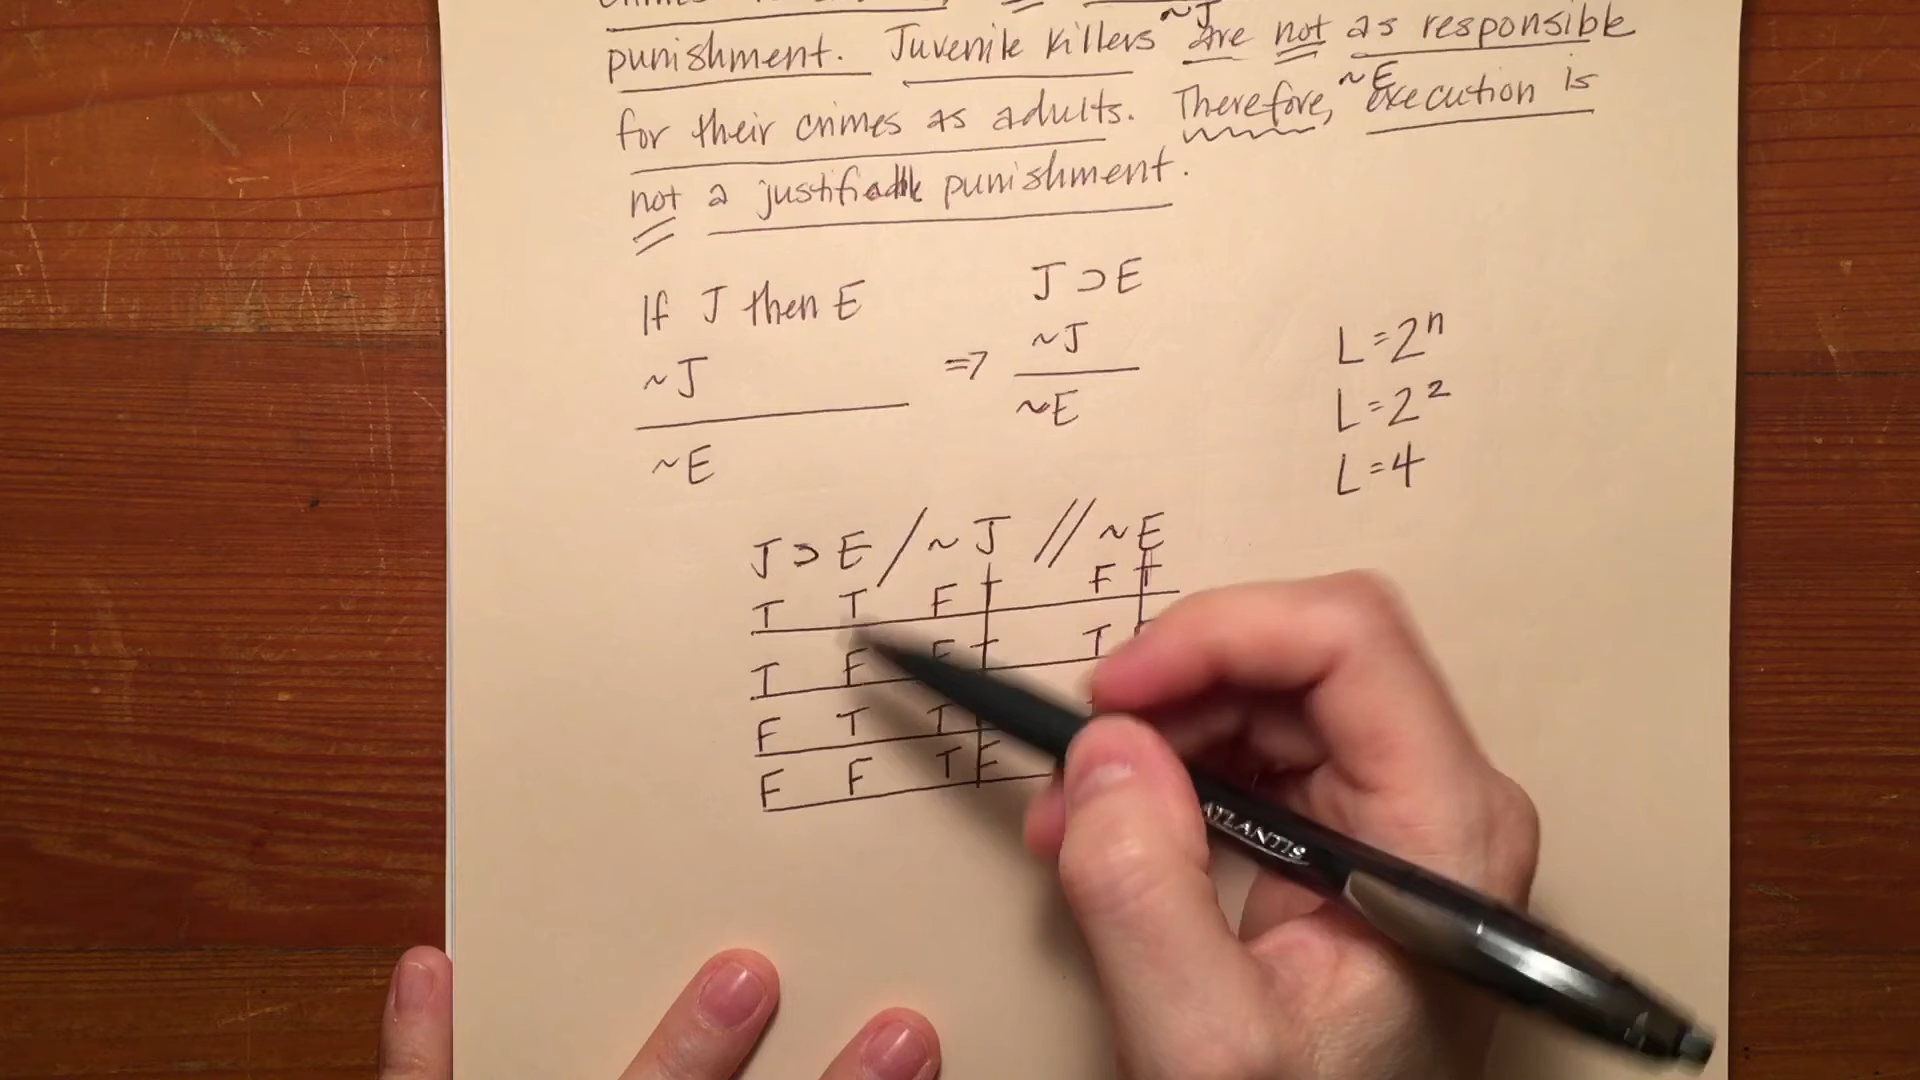 punishment. Juvenile killers ~J are not as responsible
for their crimes as adults. Therefore, ~E execution is
not a justifiable punishment.
If J then E
~J
~E
=>
J ⊃ E
~J
~E
L = 2ⁿ
L = 2²
L = 4
J ⊃ E / ~ J // ~ E
T T F T F T
T F F T T
F T T
F F T F
ATLANTIS